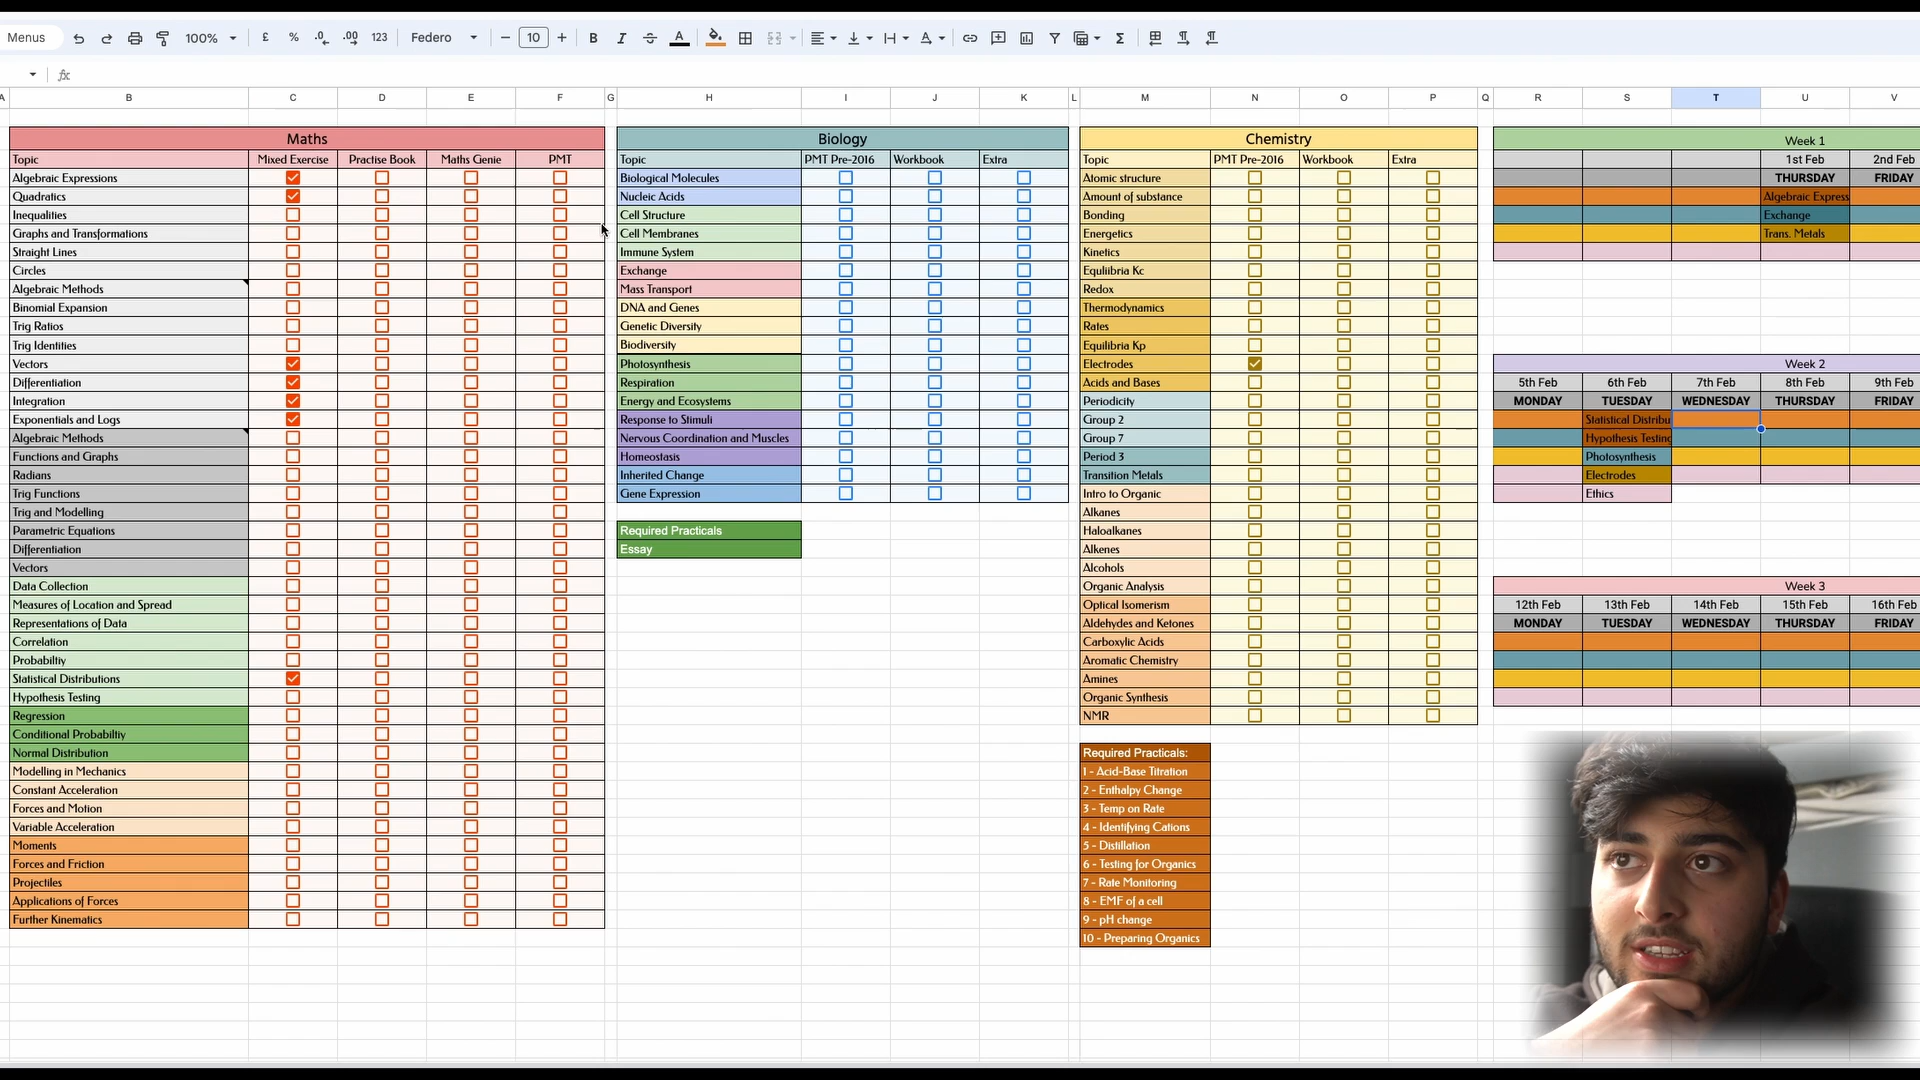 Menus 100% £ % .0 .00 123 Federo 10 B I S A Σ
fx
A B C D E F G H I J K L M N O P Q R S T U V
Maths
Topic Mixed Exercise Practise Book Maths Genie PMT
Algebraic Expressions
Quadratics
Inequalities
Graphs and Transformations
Straight Lines
Circles
Algebraic Methods
Binomial Expansion
Trig Ratios
Trig Identities
Vectors
Differentiation
Integration
Exponentials and Logs
Algebraic Methods
Functions and Graphs
Radians
Trig Functions
Trig and Modelling
Parametric Equations
Differentiation
Vectors
Data Collection
Measures of Location and Spread
Representations of Data
Correlation
Probabiltiy
Statistical Distributions
Hypothesis Testing
Regression
Conditional Probabiltiy
Normal Distribution
Modelling in Mechanics
Constant Acceleration
Forces and Motion
Variable Acceleration
Moments
Forces and Friction
Projectiles
Applications of Forces
Further Kinematics
Biology
Topic PMT Pre-2016 Workbook Extra
Biological Molecules
Nucleic Acids
Cell Structure
Cell Membranes
Immune System
Exchange
Mass Transport
DNA and Genes
Genetic Diversity
Biodiversity
Photosynthesis
Respiration
Energy and Ecosystems
Response to Stimuli
Nervous Coordination and Muscles
Homeostasis
Inherited Change
Gene Expression
Required Practicals
Essay
Chemistry
Topic PMT Pre-2016 Workbook Extra
Atomic structure
Amount of substance
Bonding
Energetics
Kinetics
Equliibria Kc
Redox
Thermodynamics
Rates
Equilibria Kp
Electrodes
Acids and Bases
Periodicity
Group 2
Group 7
Period 3
Transition Metals
Intro to Organic
Alkanes
Haloalkanes
Alkenes
Alcohols
Organic Analysis
Optical Isomerism
Aldehydes and Ketones
Carboxylic Acids
Aromatic Chemistry
Amines
Organic Synthesis
NMR
Required Practicals:
1 - Acid-Base Titration
2 - Enthalpy Change
3 - Temp on Rate
4 - Identifying Cations
5 - Distillation
6 - Testing for Organics
7 - Rate Monitoring
8 - EMF of a cell
9 - pH change
10 - Preparing Organics
Week 1
1st Feb 2nd Feb
THURSDAY FRIDAY
Algebraic Express
Exchange
Trans. Metals
Week 2
5th Feb 6th Feb 7th Feb 8th Feb 9th Feb
MONDAY TUESDAY WEDNESDAY THURSDAY FRIDAY
Statistical Distribu
Hypothesis Testing
Photosynthesis
Electrodes
Ethics
Week 3
12th Feb 13th Feb 14th Feb 15th Feb 16th Feb
MONDAY TUESDAY WEDNESDAY THURSDAY FRIDAY